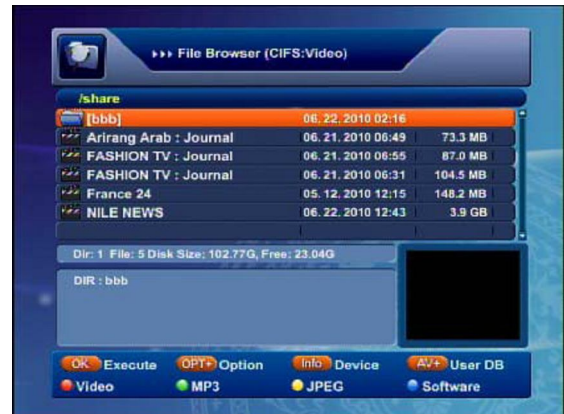 ▸▸▸ File Browser (CIFS:Video)
/share
[bbb] 06. 22. 2010 02:16
Arirang Arab : Journal 06. 21. 2010 06:49 73.3 MB
FASHION TV : Journal 06. 21. 2010 06:55 87.0 MB
FASHION TV : Journal 06. 21. 2010 06:31 104.5 MB
France 24 05. 12. 2010 12:15 148.2 MB
NILE NEWS 06. 22. 2010 12:43 3.9 GB
Dir: 1 File: 5 Disk Size: 102.77G, Free: 23.04G
DIR : bbb
OK Execute OPT+ Option Info Device AV+ User DB
Video MP3 JPEG Software